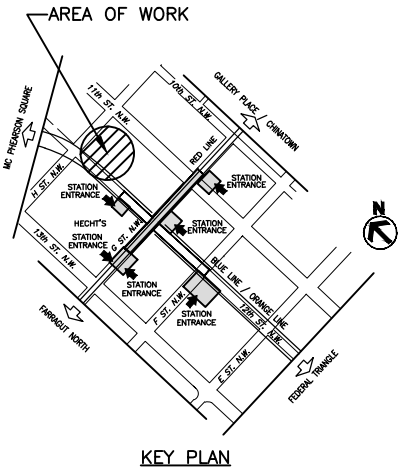 AREA OF WORK
11th ST. N.W.
10th ST. N.W.
GALLERY PLACE /
CHINATOWN
MC PHEARSON SQUARE
RED LINE
H ST. N.W.
STATION
ENTRANCE
STATION
ENTRANCE
N
HECHT'S
G ST. N.W.
STATION
ENTRANCE
13th ST. N.W.
STATION
ENTRANCE
STATION
ENTRANCE
BLUE LINE / ORANGE LINE
F ST. N.W.
12th ST. N.W.
STATION
ENTRANCE
FARRAGUT NORTH
E ST. N.W.
FEDERAL TRIANGLE
KEY PLAN